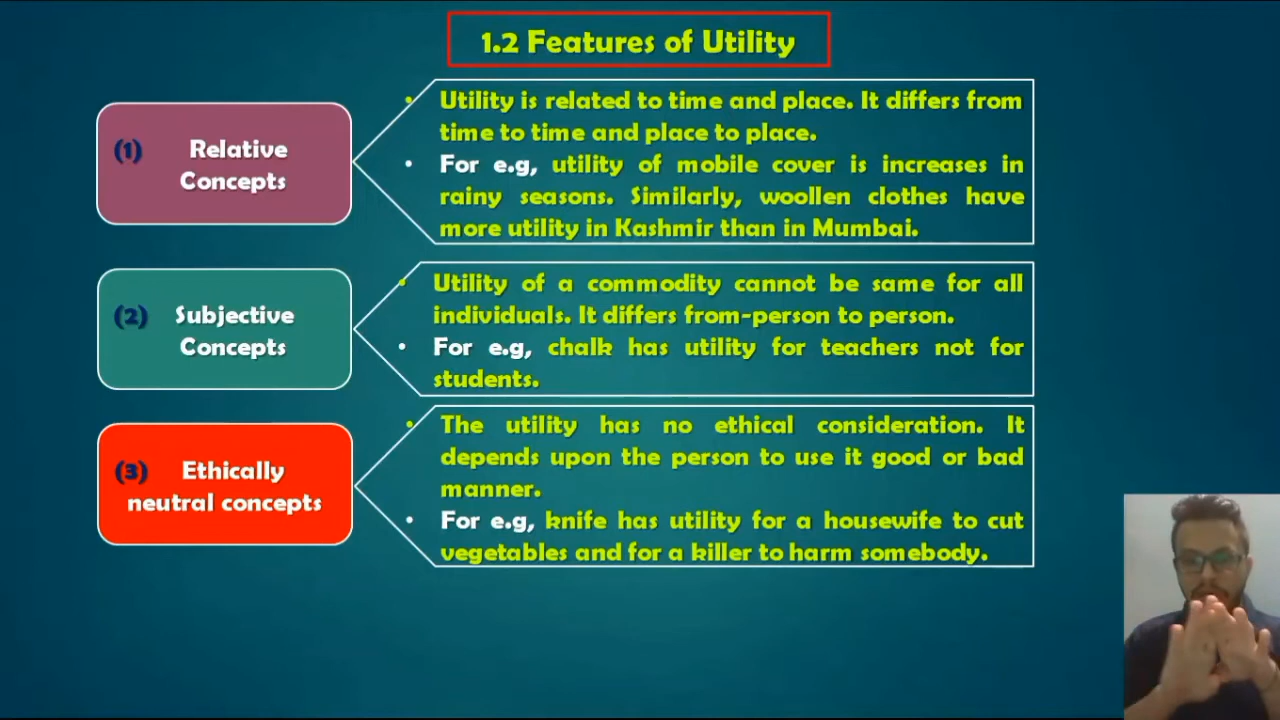 1.2 Features of Utility
(1) Relative
Concepts
• Utility is related to time and place. It differs from
time to time and place to place.
• For e.g, utility of mobile cover is increases in
rainy seasons. Similarly, woollen clothes have
more utility in Kashmir than in Mumbai.
(2) Subjective
Concepts
• Utility of a commodity cannot be same for all
individuals. It differs from-person to person.
• For e.g, chalk has utility for teachers not for
students.
(3) Ethically
neutral concepts
• The utility has no ethical consideration. It
depends upon the person to use it good or bad
manner.
• For e.g, knife has utility for a housewife to cut
vegetables and for a killer to harm somebody.